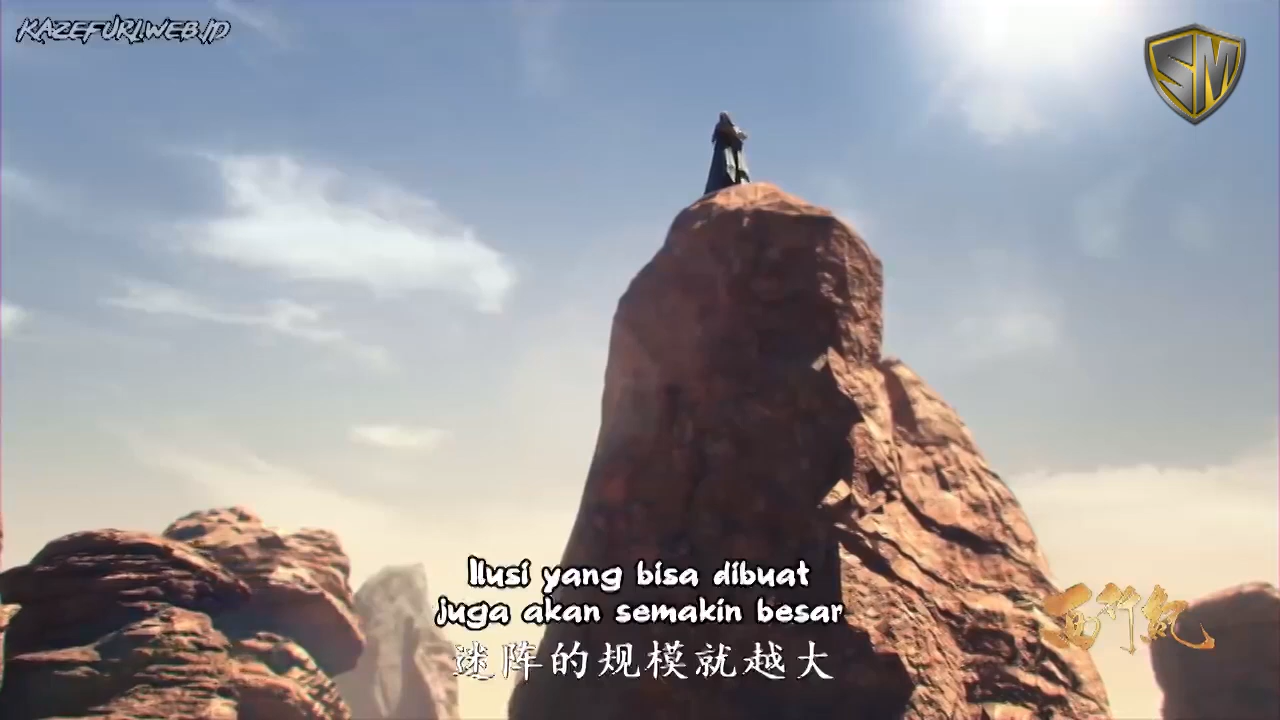 KAZEFURI.WEB.ID
SM
Ilusi yang bisa dibuat
juga akan semakin besar
迷阵的规模就越大
西行纪